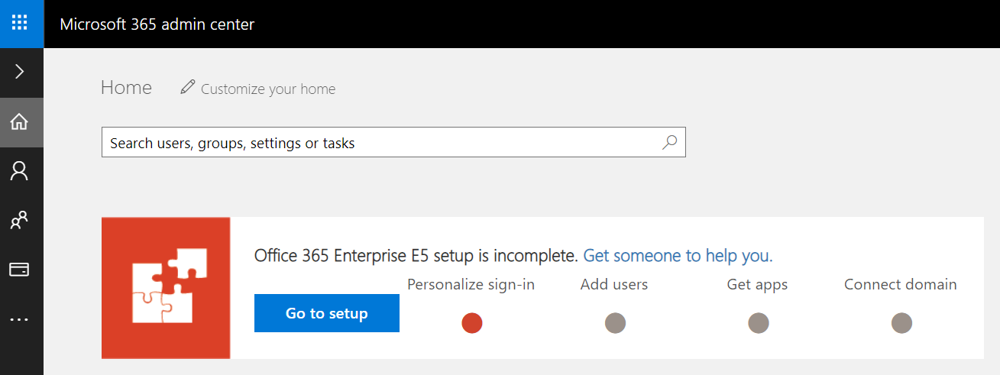 Microsoft 365 admin center
Home Customize your home
Search users, groups, settings or tasks
Office 365 Enterprise E5 setup is incomplete. Get someone to help you.
Personalize sign-in Add users Get apps Connect domain
Go to setup